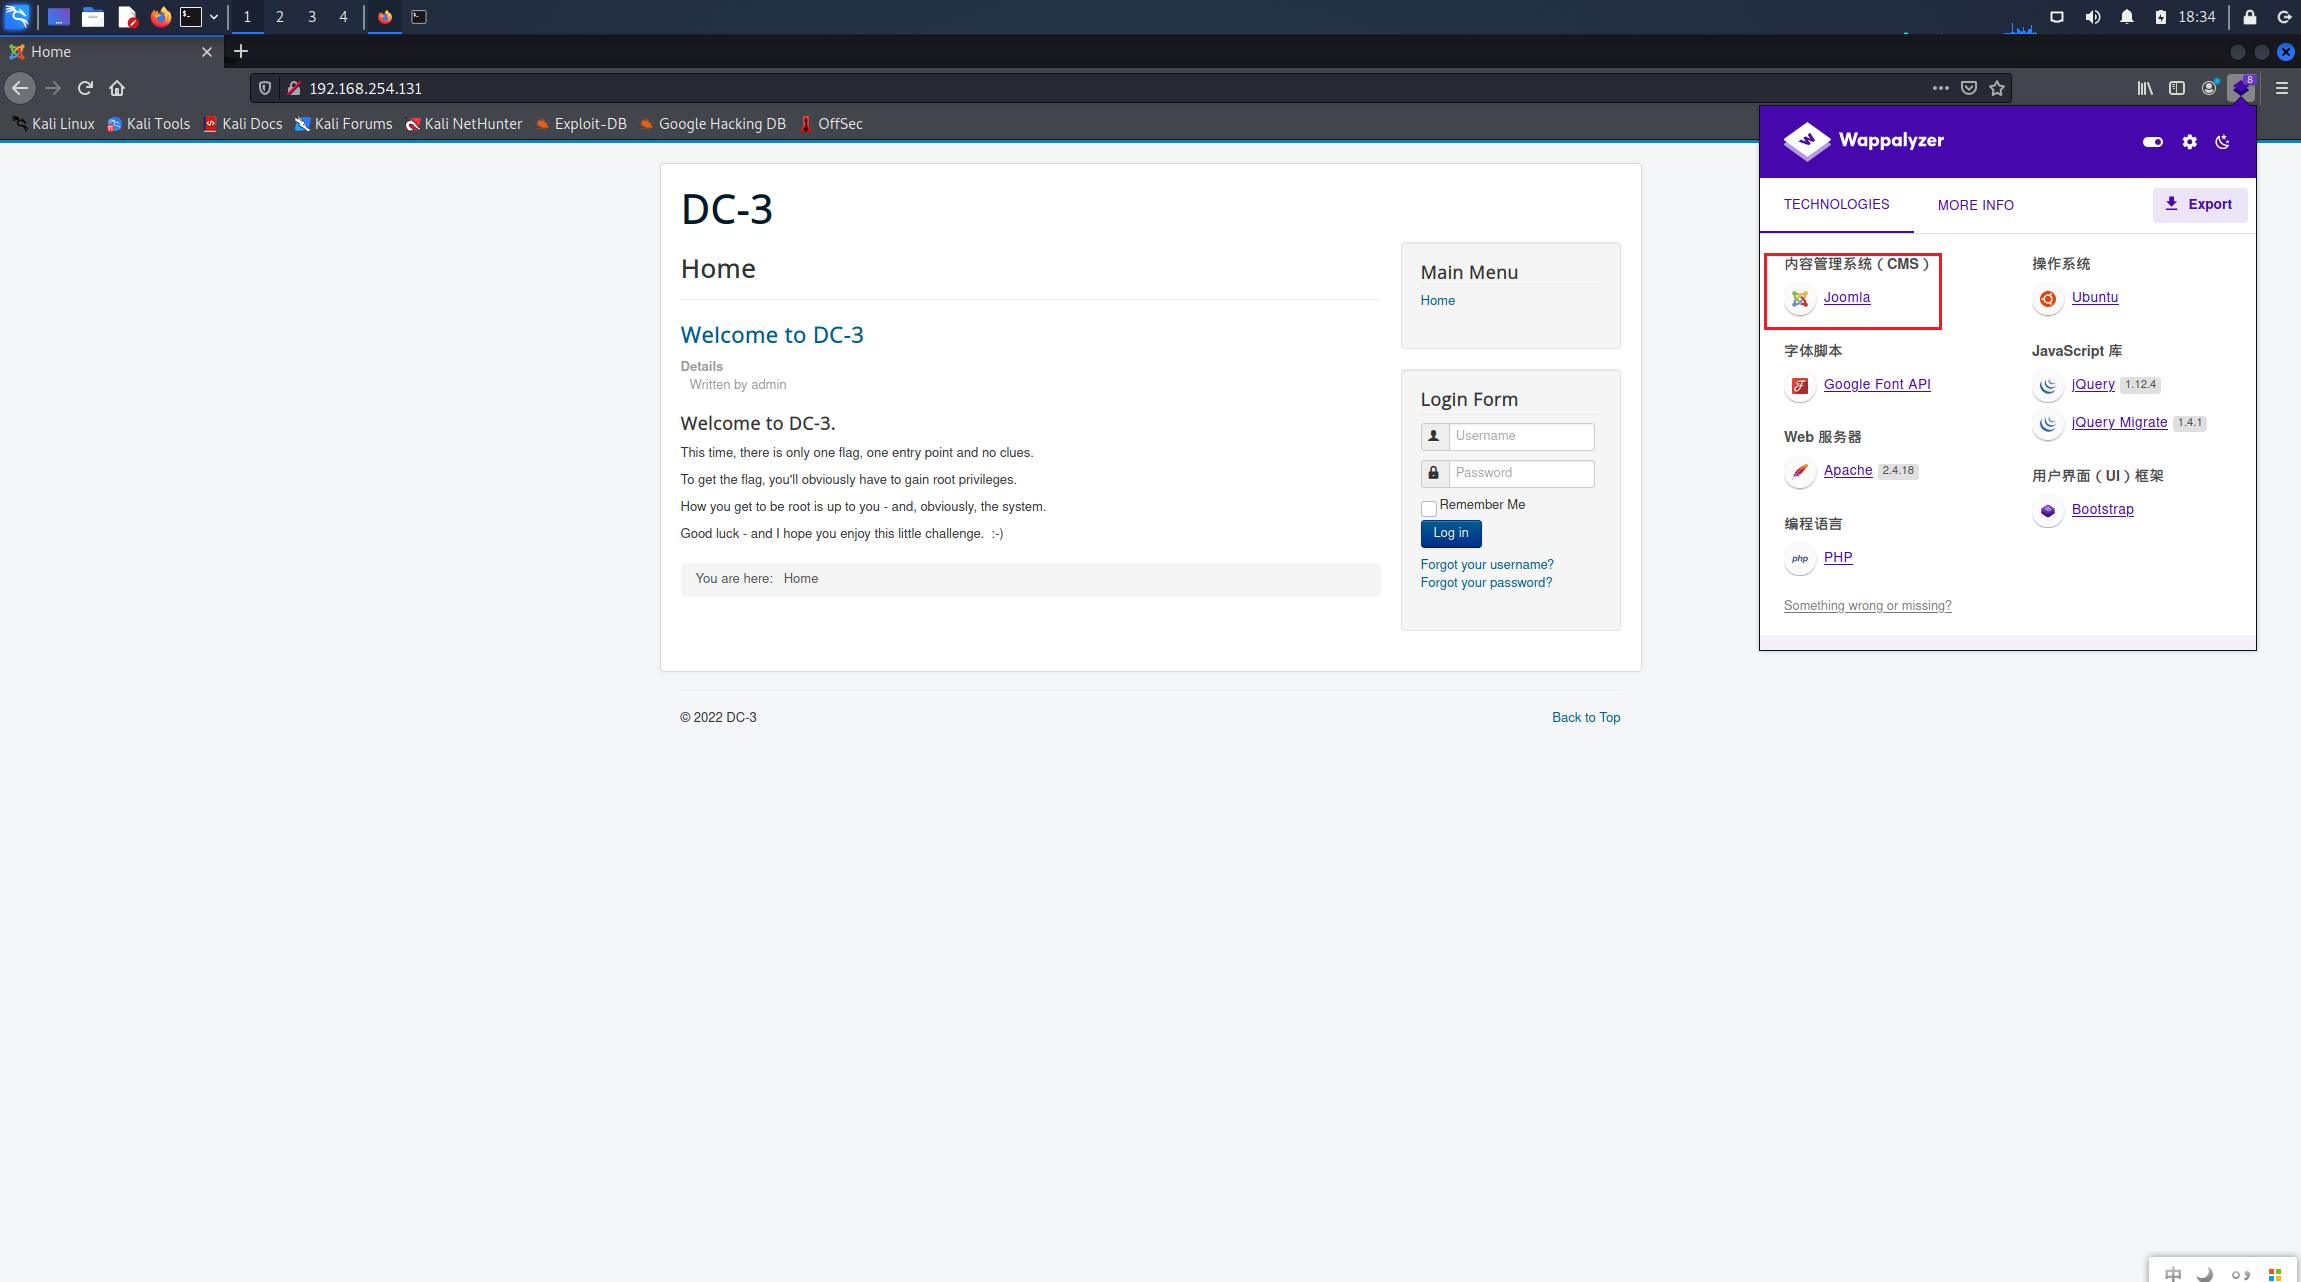 1 2 3 4
18:34
Home
192.168.254.131
8
Kali Linux Kali Tools Kali Docs Kali Forums Kali NetHunter Exploit-DB Google Hacking DB OffSec
DC-3
Home
Welcome to DC-3
Details
Written by admin
Welcome to DC-3.
This time, there is only one flag, one entry point and no clues.
To get the flag, you'll obviously have to gain root privileges.
How you get to be root is up to you - and, obviously, the system.
Good luck - and I hope you enjoy this little challenge. :-)
You are here: Home
Main Menu
Home
Login Form
Username
Password
Remember Me
Log in
Forgot your username?
Forgot your password?
© 2022 DC-3
Back to Top
Wappalyzer
TECHNOLOGIES
MORE INFO
Export
内容管理系统（CMS）
Joomla
字体脚本
Google Font API
Web 服务器
Apache 2.4.18
编程语言
php PHP
Something wrong or missing?
操作系统
Ubuntu
JavaScript 库
jQuery 1.12.4
jQuery Migrate 1.4.1
用户界面（UI）框架
Bootstrap
中